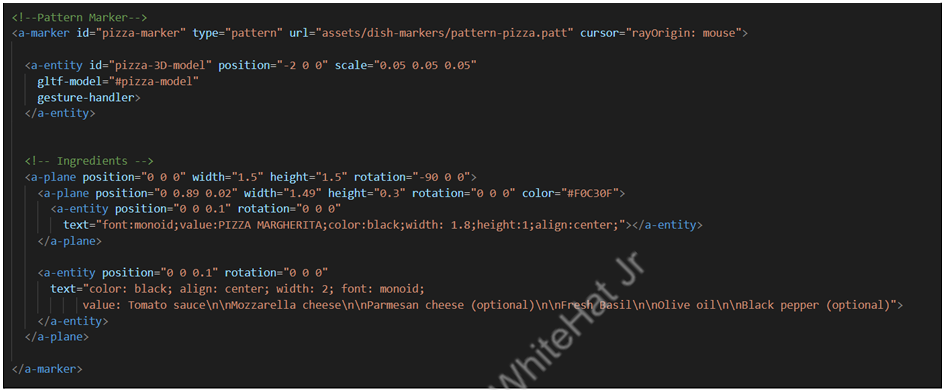 <!--Pattern Marker-->
<a-marker id="pizza-marker" type="pattern" url="assets/dish-markers/pattern-pizza.patt" cursor="rayOrigin: mouse">
<a-entity id="pizza-3D-model" position="-2 0 0" scale="0.05 0.05 0.05"
gltf-model="#pizza-model"
gesture-handler>
</a-entity>
<!-- Ingredients -->
<a-plane position="0 0 0" width="1.5" height="1.5" rotation="-90 0 0">
<a-plane position="0 0.89 0.02" width="1.49" height="0.3" rotation="0 0 0" color="#F0C30F">
<a-entity position="0 0 0.1" rotation="0 0 0"
text="font:monoid;value:PIZZA MARGHERITA;color:black;width: 1.8;height:1;align:center;"></a-entity>
</a-plane>
<a-entity position="0 0 0.1" rotation="0 0 0"
text="color: black; align: center; width: 2; font: monoid;
value: Tomato sauce\n\nMozzarella cheese\n\nParmesan cheese (optional)\n\nFresh Basil\n\nOlive oil\n\nBlack pepper (optional)">
</a-entity>
</a-plane>
</a-marker>
WhiteHat Jr